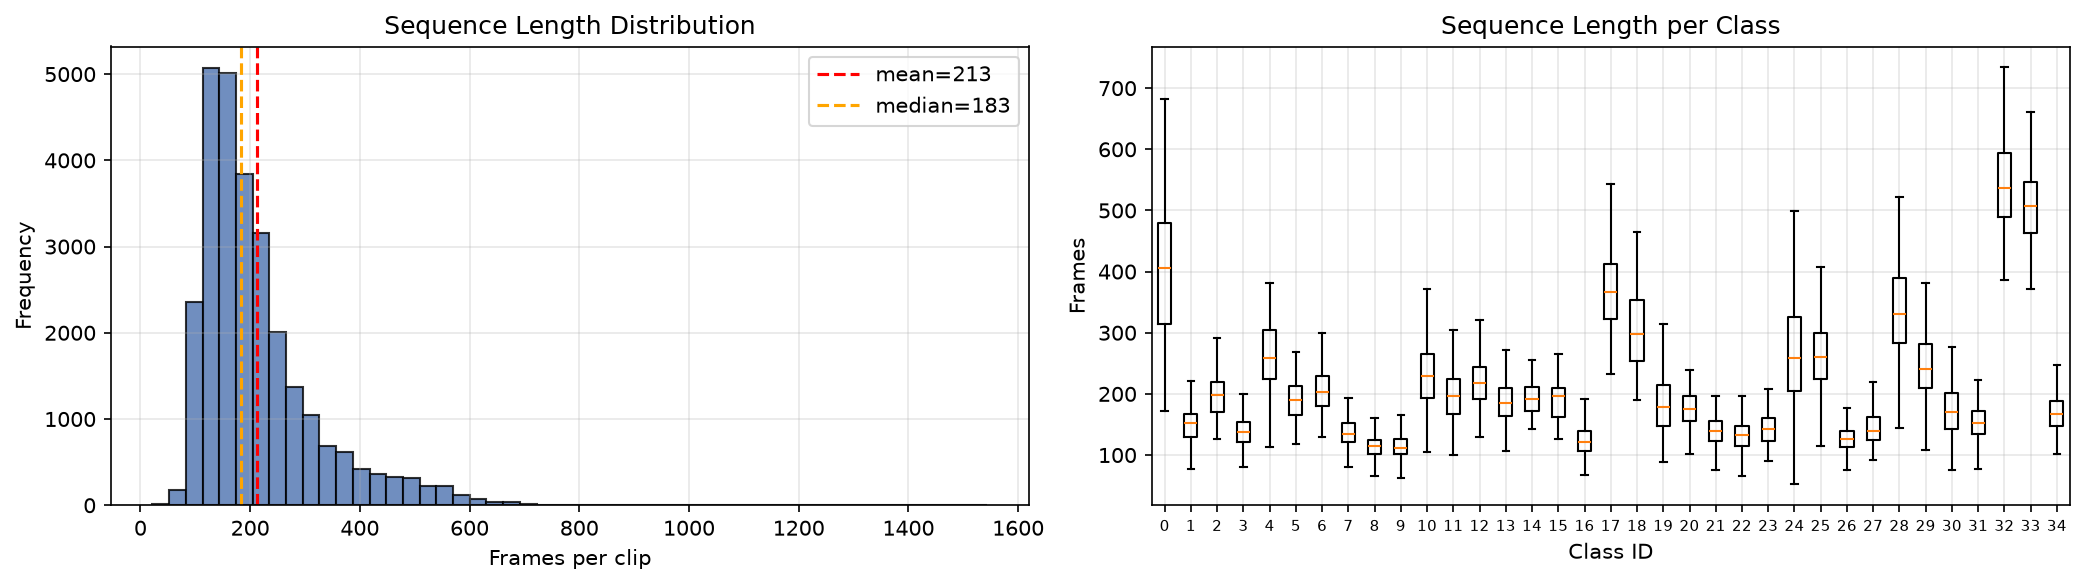 Sequence Length Distribution
5000
4000
3000
2000
1000
0
Frequency
mean=213
median=183
0 200 400 600 800 1000 1200 1400 1600
Frames per clip
Sequence Length per Class
700
600
500
400
300
200
100
Frames
0 1 2 3 4 5 6 7 8 9 10 11 12 13 14 15 16 17 18 19 20 21 22 23 24 25 26 27 28 29 30 31 32 33 34
Class ID